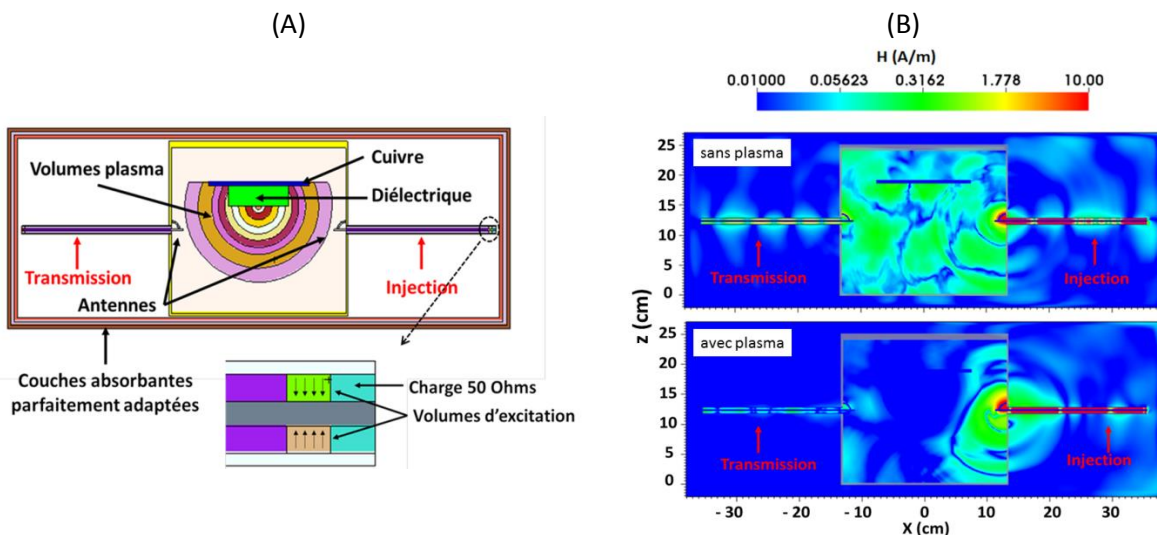 (A)
Volumes plasma
Cuivre
Diélectrique
Transmission
Antennes
Injection
Couches absorbantes
parfaitement adaptées
Charge 50 Ohms
Volumes d'excitation
(B)
H (A/m)
0.01000 0.05623 0.3162 1.778 10.00
sans plasma
25
20
15
10
5
0
Transmission
Injection
z (cm)
avec plasma
25
20
15
10
5
0
Transmission
Injection
- 30 - 20 - 10 0 10 20 30
X (cm)